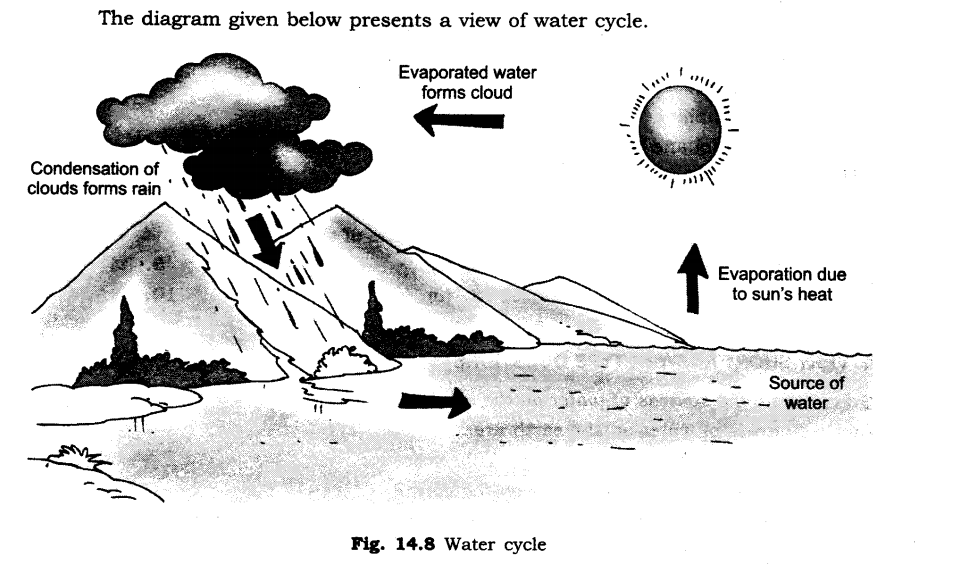 The diagram given below presents a view of water cycle.
Evaporated water
forms cloud
Condensation of
clouds forms rain
Evaporation due
to sun's heat
Source of
water
Fig. 14.8 Water cycle